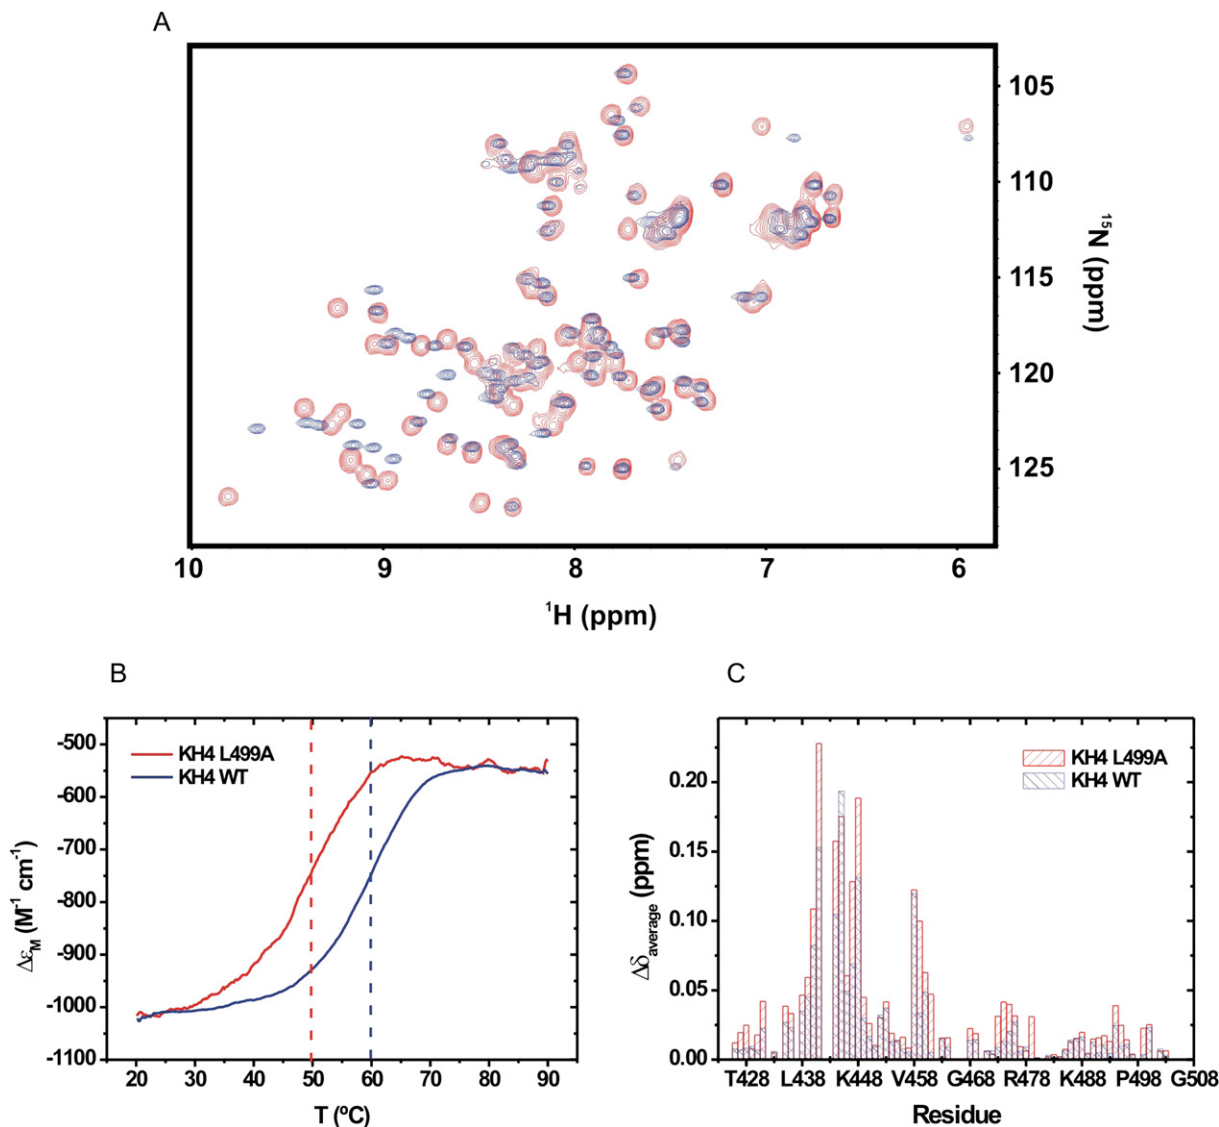 A
105
110
115
120
125
¹⁵N (ppm)
10
9
8
7
6
¹H (ppm)
B
-500
-600
-700
-800
-900
-1000
-1100
KH4 L499A
KH4 WT
20
30
40
50
60
70
80
90
Δε_M (M⁻¹ cm⁻¹)
T (ºC)
C
0.20
0.15
0.10
0.05
0.00
KH4 L499A
KH4 WT
Δδ_average (ppm)
T428
L438
K448
V458
G468
R478
K488
P498
G508
Residue